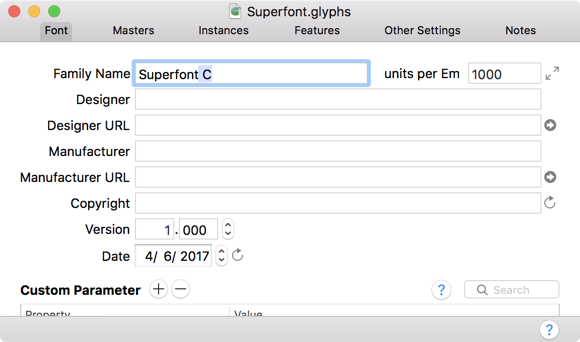 Superfont.glyphs
Font Masters Instances Features Other Settings Notes
Family Name Superfont C units per Em 1000
Designer
Designer URL
Manufacturer
Manufacturer URL
Copyright
Version 1 . 000
Date 4/ 6/ 2017
Custom Parameter + − ? Search
Property Value
?